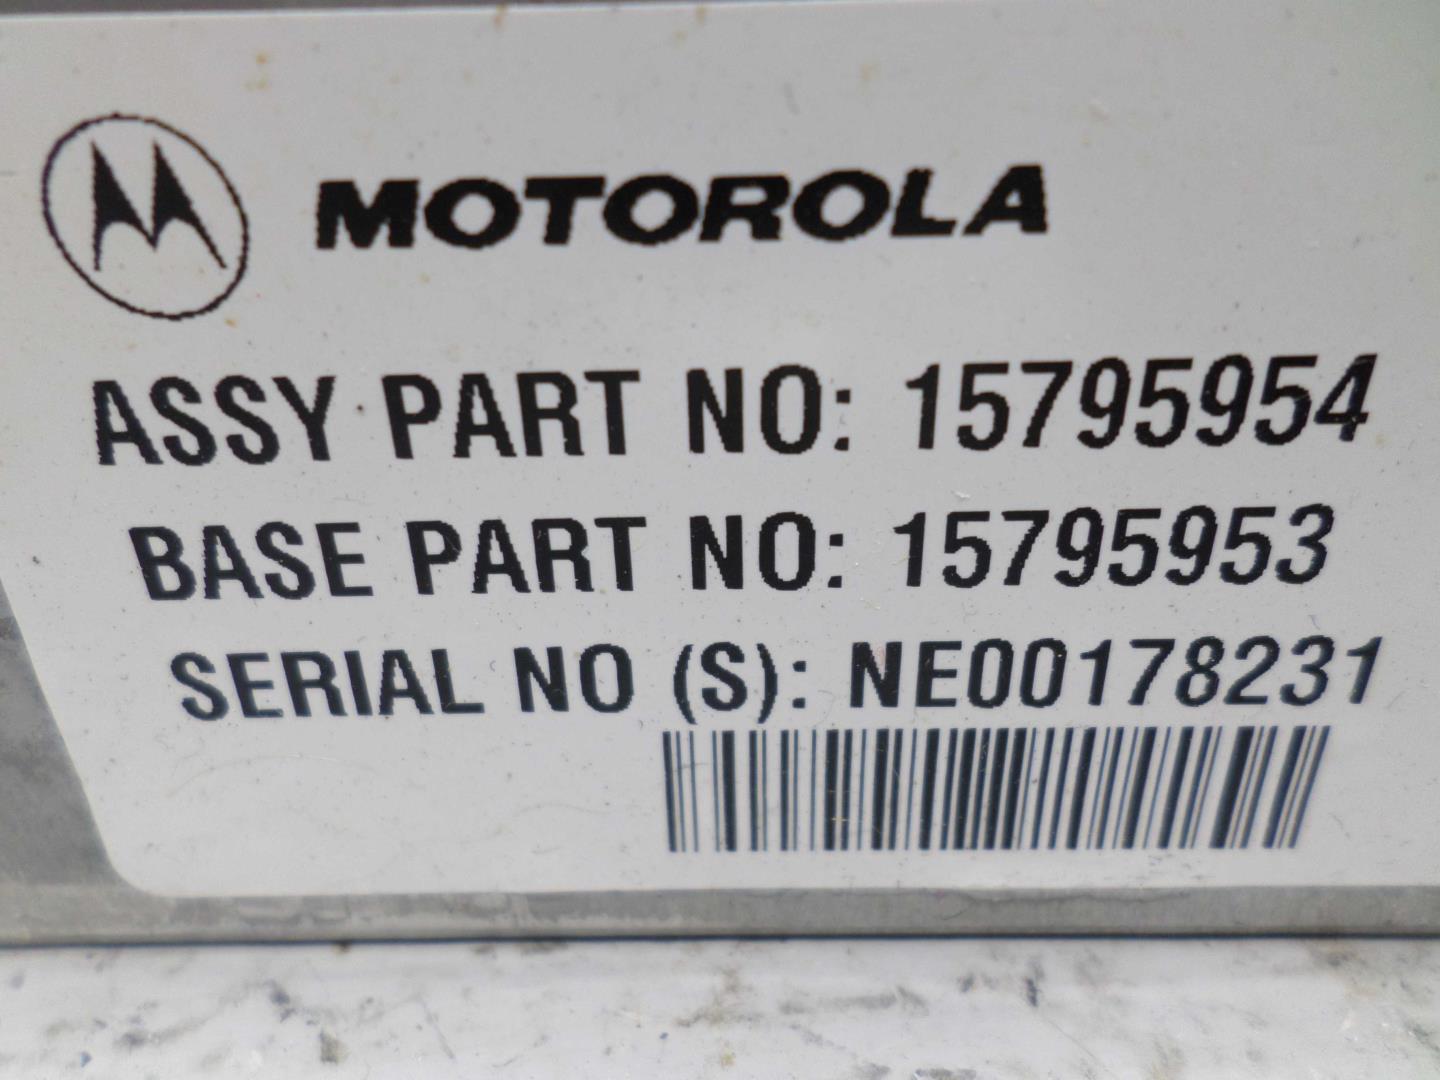 MOTOROLA
ASSY PART NO: 15795954
BASE PART NO: 15795953
SERIAL NO (S): NE00178231